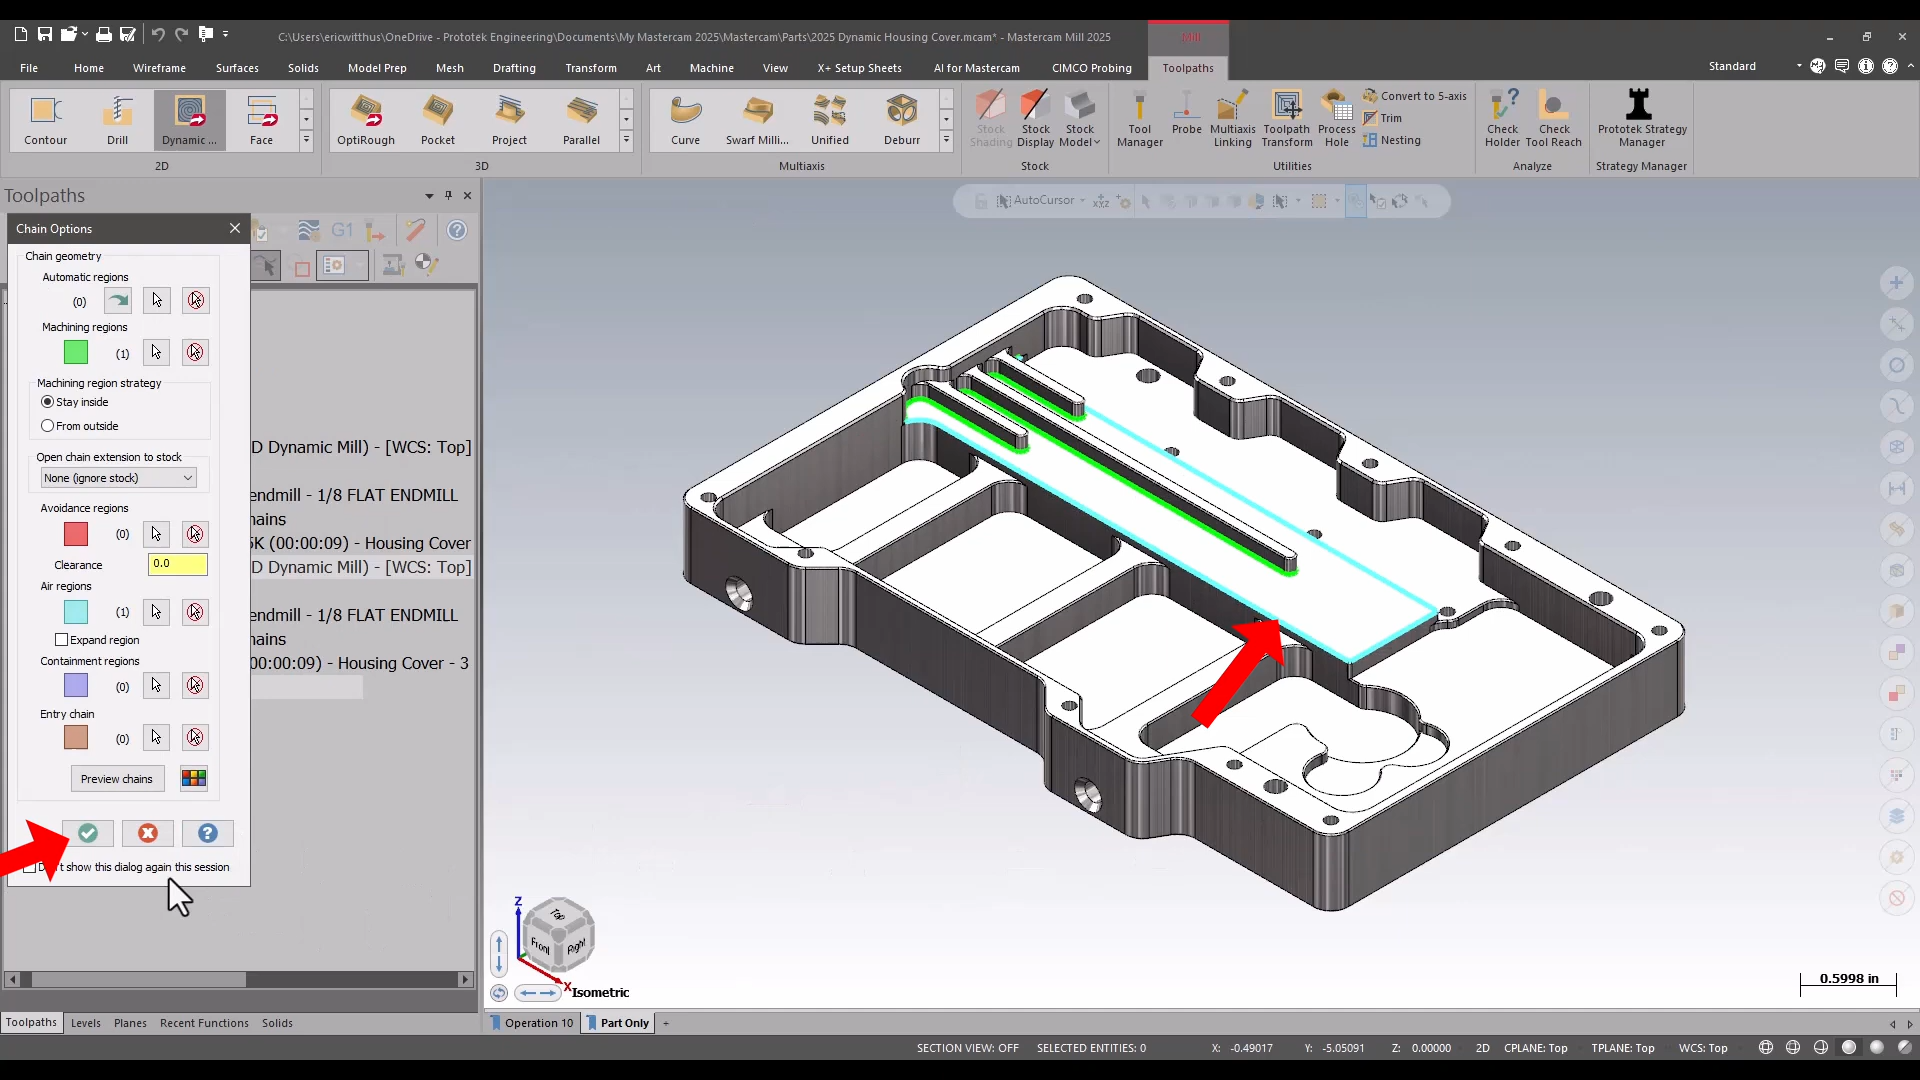 C:\Users\ericwitthus\OneDrive - Prototek Engineering\Documents\My Mastercam 2025\Mastercam\Parts\2025 Dynamic Housing Cover.mcam* - Mastercam Mill 2025
Mill
File Home Wireframe Surfaces Solids Model Prep Mesh Drafting Transform Art Machine View X+ Setup Sheets AI for Mastercam CIMCO Probing Toolpaths Standard
Contour Drill Dynamic ... Face OptiRough Pocket Project Parallel Curve Swarf Milli... Unified Deburr
Stock Shading Stock Display Stock Model Tool Manager Probe Multiaxis Linking Toolpath Transform Process Hole
Convert to 5-axis
Trim
Nesting
Check Holder Check Tool Reach Prototek Strategy Manager
2D 3D Multiaxis Stock Utilities Analyze Strategy Manager
Toolpaths
AutoCursor
G1
Chain Options
Chain geometry
Automatic regions
(0)
Machining regions
(1)
Machining region strategy
Stay inside
From outside
Open chain extension to stock
None (ignore stock)
Avoidance regions
(0)
Clearance 0.0
Air regions
(1)
Expand region
Containment regions
(0)
Entry chain
(0)
Preview chains
show this dialog again this session
D Dynamic Mill) - [WCS: Top]
endmill - 1/8 FLAT ENDMILL
hains
5K (00:00:09) - Housing Cover
D Dynamic Mill) - [WCS: Top]
endmill - 1/8 FLAT ENDMILL
hains
00:00:09) - Housing Cover - 3
Z
Top
Front
Right
X
Isometric
0.5998 in
Toolpaths Levels Planes Recent Functions Solids
Operation 10 Part Only +
SECTION VIEW: OFF SELECTED ENTITIES: 0 X: -0.49017 Y: -5.05091 Z: 0.00000 2D CPLANE: Top TPLANE: Top WCS: Top